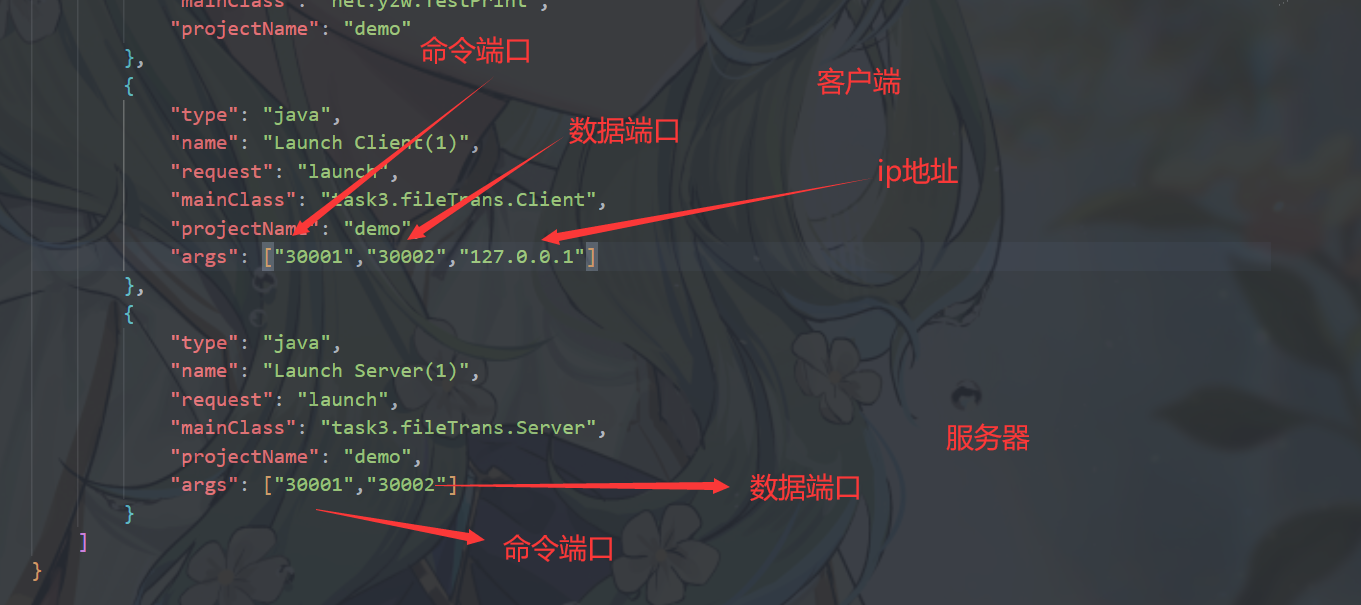 "mainClass": "net.yzw.TestPrint",
"projectName": "demo"
},
命令端口
{
客户端
"type": "java",
数据端口
"name": "Launch Client(1)",
"request": "launch",
ip地址
"mainClass": "task3.fileTrans.Client",
"projectName": "demo"
"args": ["30001","30002","127.0.0.1"]
},
{
"type": "java",
"name": "Launch Server(1)",
"request": "launch",
"mainClass": "task3.fileTrans.Server",
服务器
"projectName": "demo",
"args": ["30001","30002"]
数据端口
}
命令端口
]
}